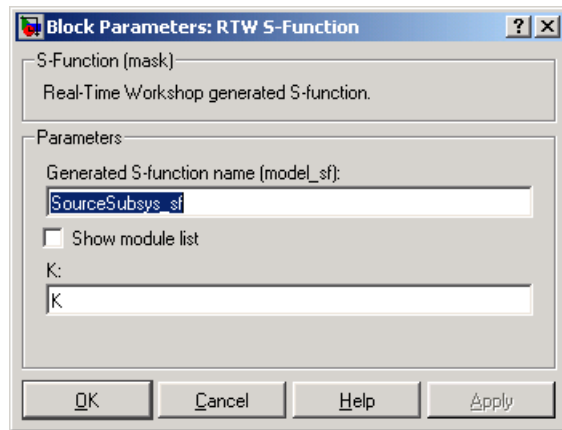 Block Parameters: RTW S-Function
S-Function (mask)
Real-Time Workshop generated S-function.
Parameters
Generated S-function name (model_sf):
SourceSubsys_sf
Show module list
K:
K
OK Cancel Help Apply